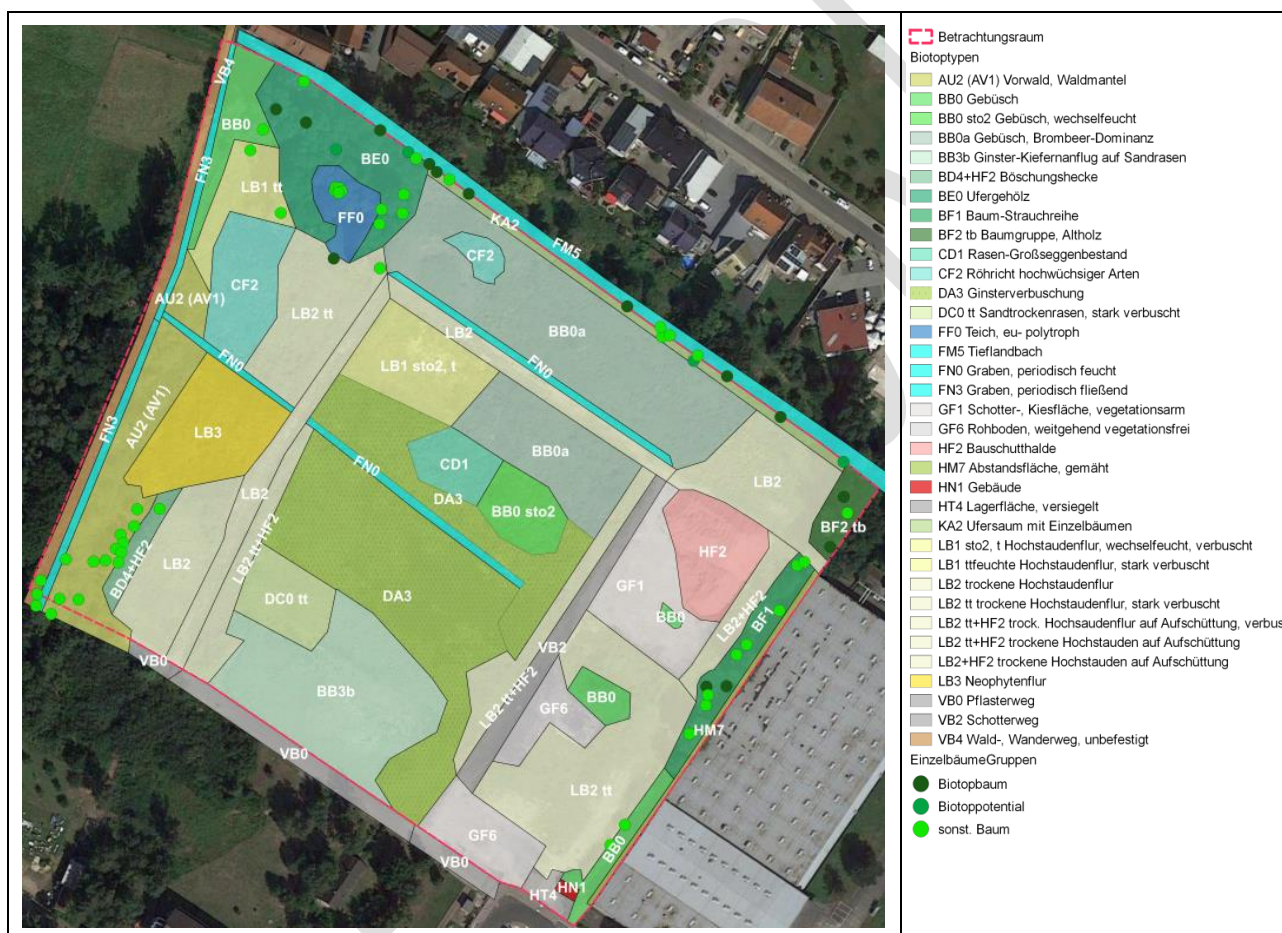 VB4
BB0
FN3
LB1 tt
BE0
FF0
KA2
FM5
CF2
CF2
AU2 (AV1)
LB2 tt
LB2
BB0a
FN0
FN0
LB1 sto2, t
AU2 (AV1)
FN3
LB3
BB0a
CD1
LB2
FN0
DA3
BB0 sto2
LB2
BF2 tb
HF2
BD4+HF2
LB2
LB2 tt+HF2
GF1
DC0 tt
DA3
BB0
LB2+HF2
BF1
VB0
VB2
BB3b
LB2 tt+HF2
BB0
GF6
HM7
VB0
LB2 tt
GF6
VB0
BB0
HN1
HT4
Betrachtungsraum
Biotoptypen
AU2 (AV1) Vorwald, Waldmantel
BB0 Gebüsch
BB0 sto2 Gebüsch, wechselfeucht
BB0a Gebüsch, Brombeer-Dominanz
BB3b Ginster-Kiefernanflug auf Sandrasen
BD4+HF2 Böschungshecke
BE0 Ufergehölz
BF1 Baum-Strauchreihe
BF2 tb Baumgruppe, Altholz
CD1 Rasen-Großseggenbestand
CF2 Röhricht hochwüchsiger Arten
DA3 Ginsterverbuschung
DC0 tt Sandtrockenrasen, stark verbuscht
FF0 Teich, eu- polytroph
FM5 Tieflandbach
FN0 Graben, periodisch feucht
FN3 Graben, periodisch fließend
GF1 Schotter-, Kiesfläche, vegetationsarm
GF6 Rohboden, weitgehend vegetationsfrei
HF2 Bauschutthalde
HM7 Abstandsfläche, gemäht
HN1 Gebäude
HT4 Lagerfläche, versiegelt
KA2 Ufersaum mit Einzelbäumen
LB1 sto2, t Hochstaudenflur, wechselfeucht, verbuscht
LB1 ttfeuchte Hochstaudenflur, stark verbuscht
LB2 trockene Hochstaudenflur
LB2 tt trockene Hochstaudenflur, stark verbuscht
LB2 tt+HF2 trock. Hochsaudenflur auf Aufschüttung, verbus
LB2 tt+HF2 trockene Hochstauden auf Aufschüttung
LB2+HF2 trockene Hochstauden auf Aufschüttung
LB3 Neophytenflur
VB0 Pflasterweg
VB2 Schotterweg
VB4 Wald-, Wanderweg, unbefestigt
EinzelbäumeGruppen
Biotopbaum
Biotoppotential
sonst. Baum